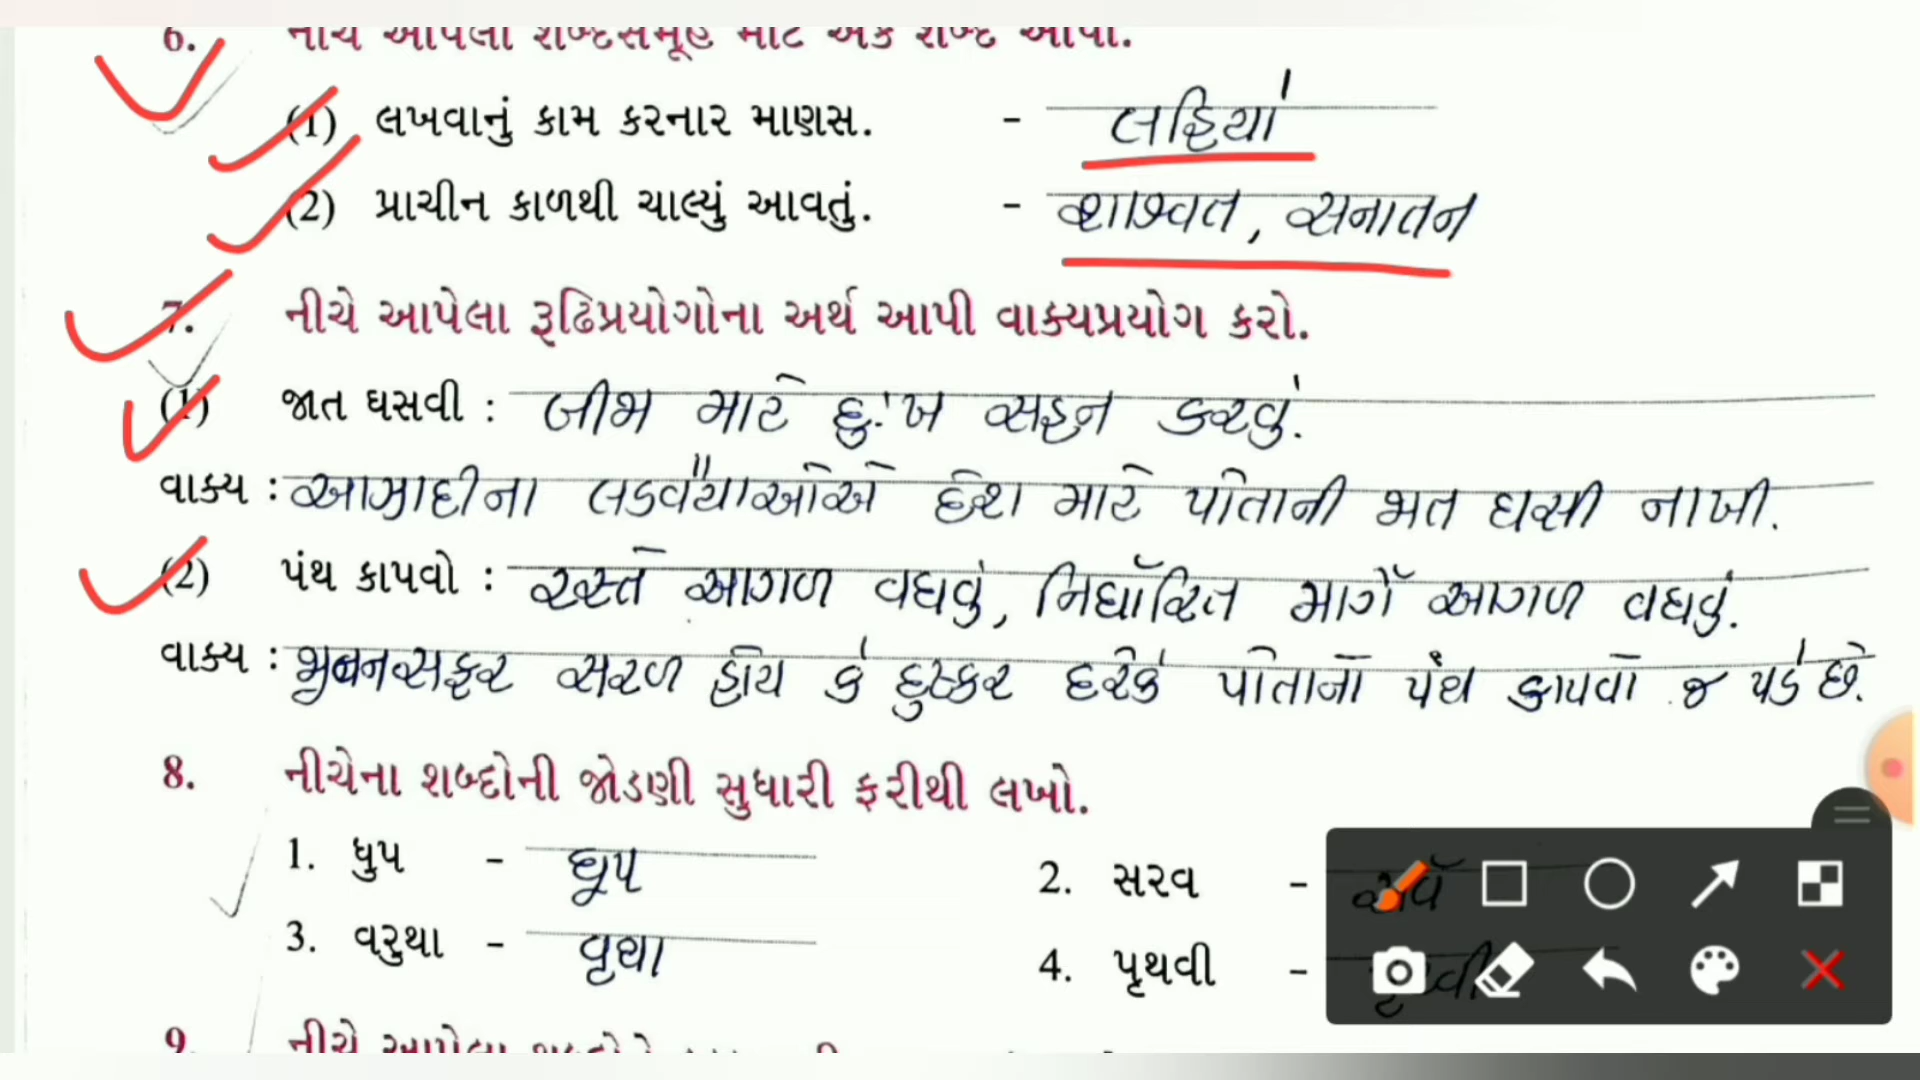 6. નીચે આપેલા શબ્દસમૂહ માટે એક શબ્દ આપો.
(1) લખવાનું કામ કરનાર માણસ. - લહિયો
(2) પ્રાચીન કાળથી ચાલ્યું આવતું. - શાશ્વત, સનાતન
7. નીચે આપેલા રૂઢિપ્રયોગોના અર્થ આપી વાક્યપ્રયોગ કરો.
(1) જાત ઘસવી : બીજા માટે દુ:ખ સહન કરવું.
વાક્ય : આઝાદીના લડવૈયાઓએ દેશ માટે પોતાની જાત ઘસી નાખી.
(2) પંથ કાપવો : રસ્તે આગળ વધવું, નિર્ધારિત માર્ગે આગળ વધવું.
વાક્ય : જીવનસફર સરળ હોય કે દુષ્કર દરેકે પોતાનો પંથ કાપવો જ પડે છે.
8. નીચેના શબ્દોની જોડણી સુધારી ફરીથી લખો.
1. ધુપ - ધૂપ 2. સરવ - સર્વ
3. વરુથા - વૃથા 4. પૃથવી - પૃથ્વી
9. નીચે આપેલા